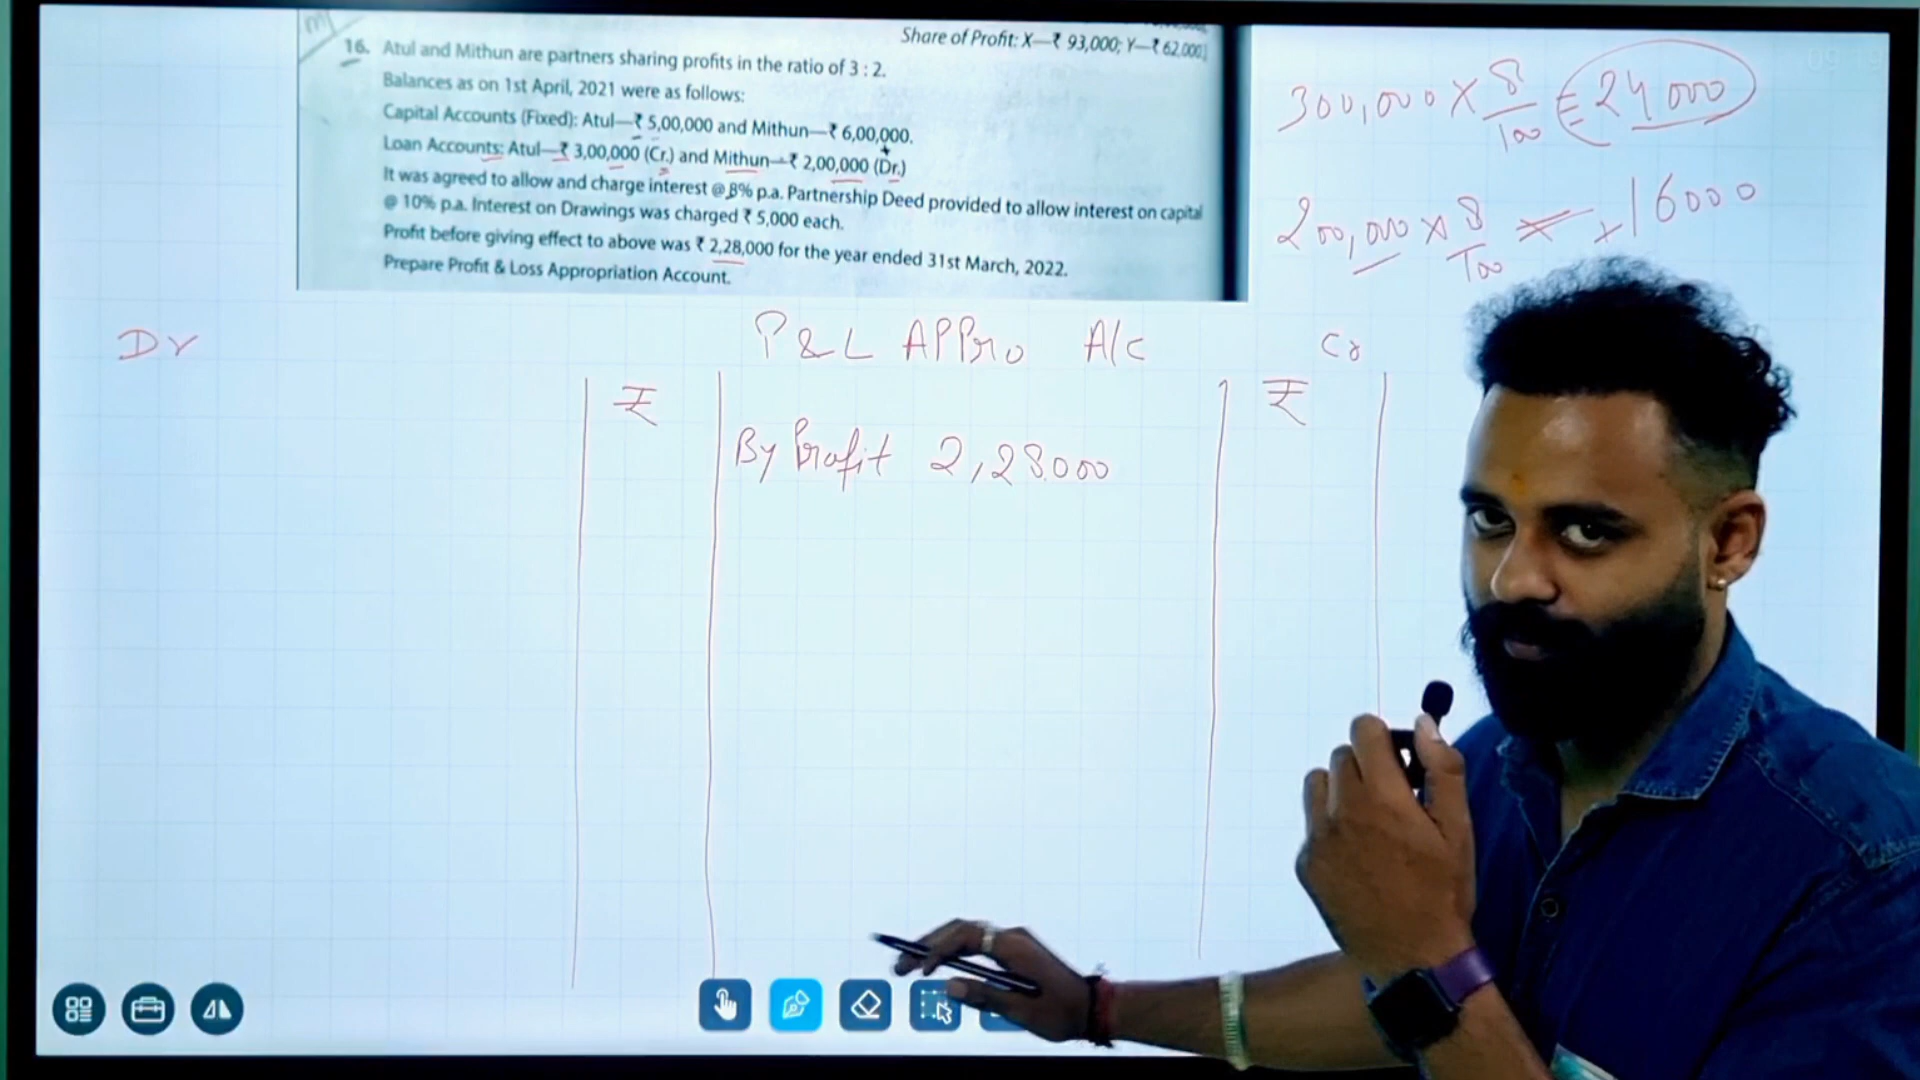 Share of Profit: X—₹ 93,000; Y—₹ 62,000]
16. Atul and Mithun are partners sharing profits in the ratio of 3 : 2.
Balances as on 1st April, 2021 were as follows:
Capital Accounts (Fixed): Atul—₹ 5,00,000 and Mithun—₹ 6,00,000.
Loan Accounts: Atul—₹ 3,00,000 (Cr.) and Mithun—₹ 2,00,000 (Dr.)
It was agreed to allow and charge interest @ 8% p.a. Partnership Deed provided to allow interest on capital
@ 10% p.a. Interest on Drawings was charged ₹ 5,000 each.
Profit before giving effect to above was ₹ 2,28,000 for the year ended 31st March, 2022.
Prepare Profit & Loss Appropriation Account.
300,000 × 8/100 = 24000
200,000 × 8/100 = 16000
Dr P&L APPro A/c Cr
₹ ₹
By Profit 2,28000